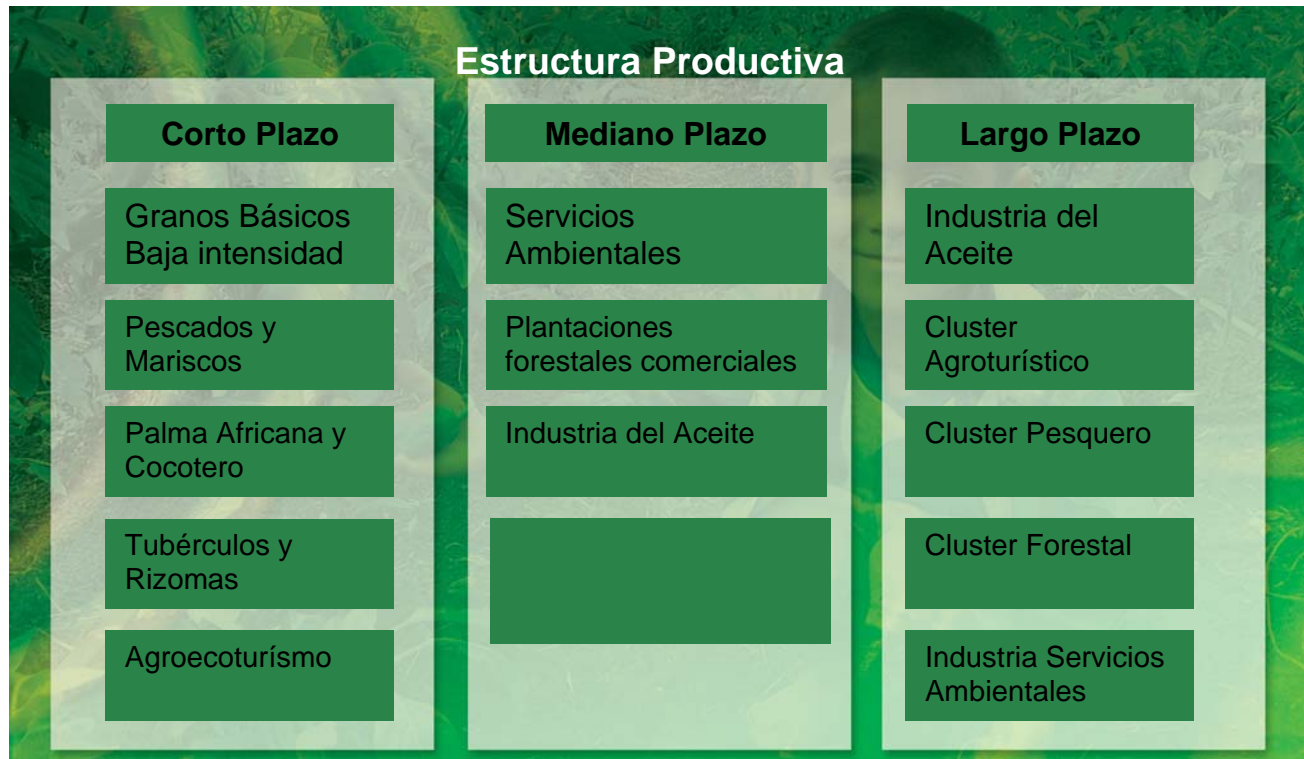 Estructura Productiva
Corto Plazo
Granos Básicos
Baja intensidad
Pescados y
Mariscos
Palma Africana y
Cocotero
Tubérculos y
Rizomas
Agroecoturísmo
Mediano Plazo
Servicios
Ambientales
Plantaciones
forestales comerciales
Industria del Aceite
Largo Plazo
Industria del
Aceite
Cluster
Agroturístico
Cluster Pesquero
Cluster Forestal
Industria Servicios
Ambientales